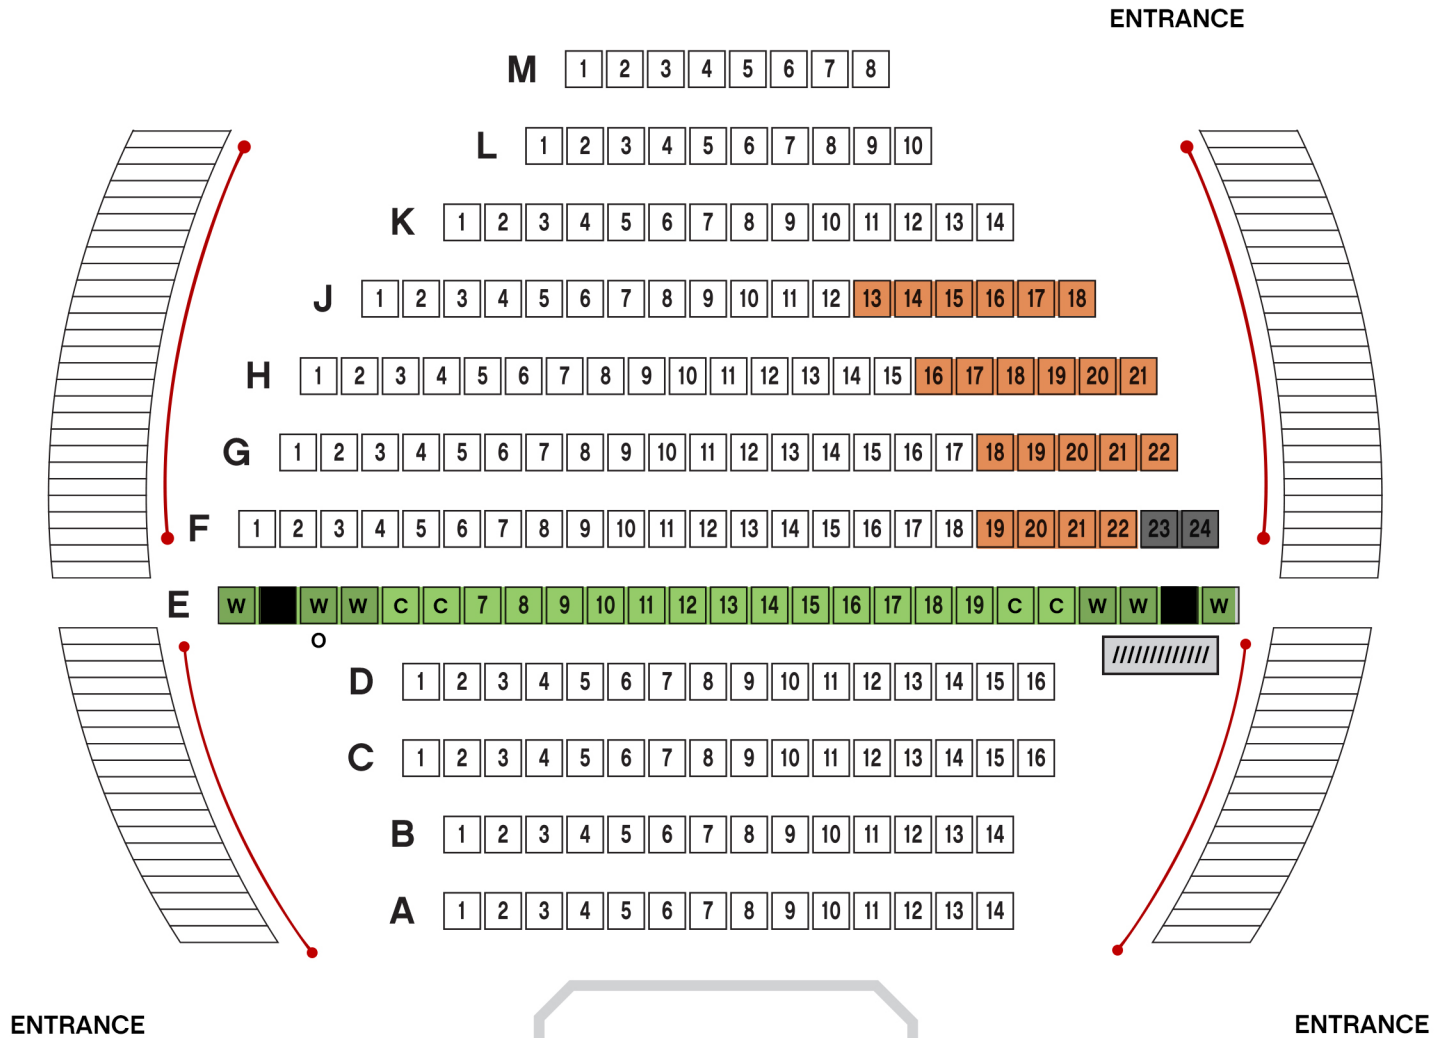 ENTRANCE
M 1 2 3 4 5 6 7 8
L 1 2 3 4 5 6 7 8 9 10
K 1 2 3 4 5 6 7 8 9 10 11 12 13 14
J 1 2 3 4 5 6 7 8 9 10 11 12 13 14 15 16 17 18
H 1 2 3 4 5 6 7 8 9 10 11 12 13 14 15 16 17 18 19 20 21
G 1 2 3 4 5 6 7 8 9 10 11 12 13 14 15 16 17 18 19 20 21 22
F 1 2 3 4 5 6 7 8 9 10 11 12 13 14 15 16 17 18 19 20 21 22 23 24
E W W W C C 7 8 9 10 11 12 13 14 15 16 17 18 19 C C W W W
O
D 1 2 3 4 5 6 7 8 9 10 11 12 13 14 15 16
C 1 2 3 4 5 6 7 8 9 10 11 12 13 14 15 16
B 1 2 3 4 5 6 7 8 9 10 11 12 13 14
A 1 2 3 4 5 6 7 8 9 10 11 12 13 14
ENTRANCE ENTRANCE